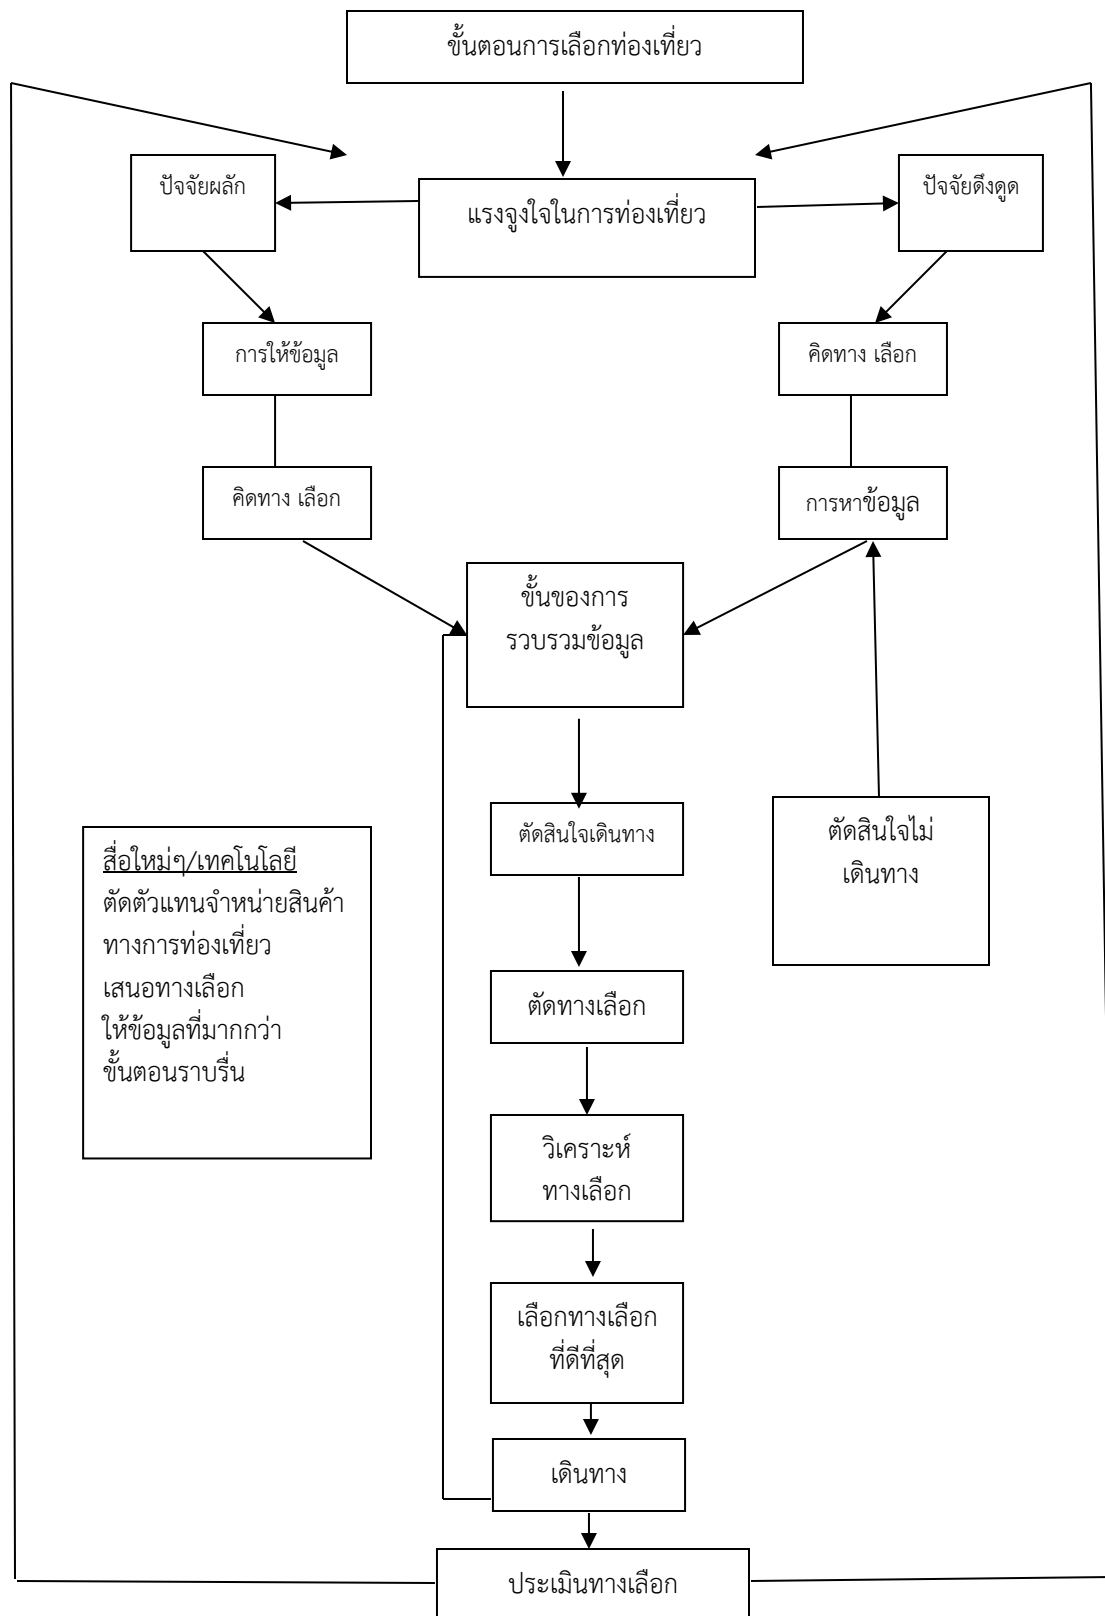 ขั้นตอนการเลือกท่องเที่ยว
ปัจจัยผลัก
แรงจูงใจในการท่องเที่ยว
ปัจจัยดึงดูด
การให้ข้อมูล
คิดทาง เลือก
คิดทาง เลือก
การหาข้อมูล
ขั้นของการ
รวบรวมข้อมูล
ตัดสินใจเดินทาง
ตัดสินใจไม่
เดินทาง
สื่อใหม่ๆ/เทคโนโลยี
ตัดตัวแทนจำหน่ายสินค้า
ทางการท่องเที่ยว
เสนอทางเลือก
ให้ข้อมูลที่มากกว่า
ขั้นตอนราบรื่น
ตัดทางเลือก
วิเคราะห์
ทางเลือก
เลือกทางเลือก
ที่ดีที่สุด
เดินทาง
ประเมินทางเลือก